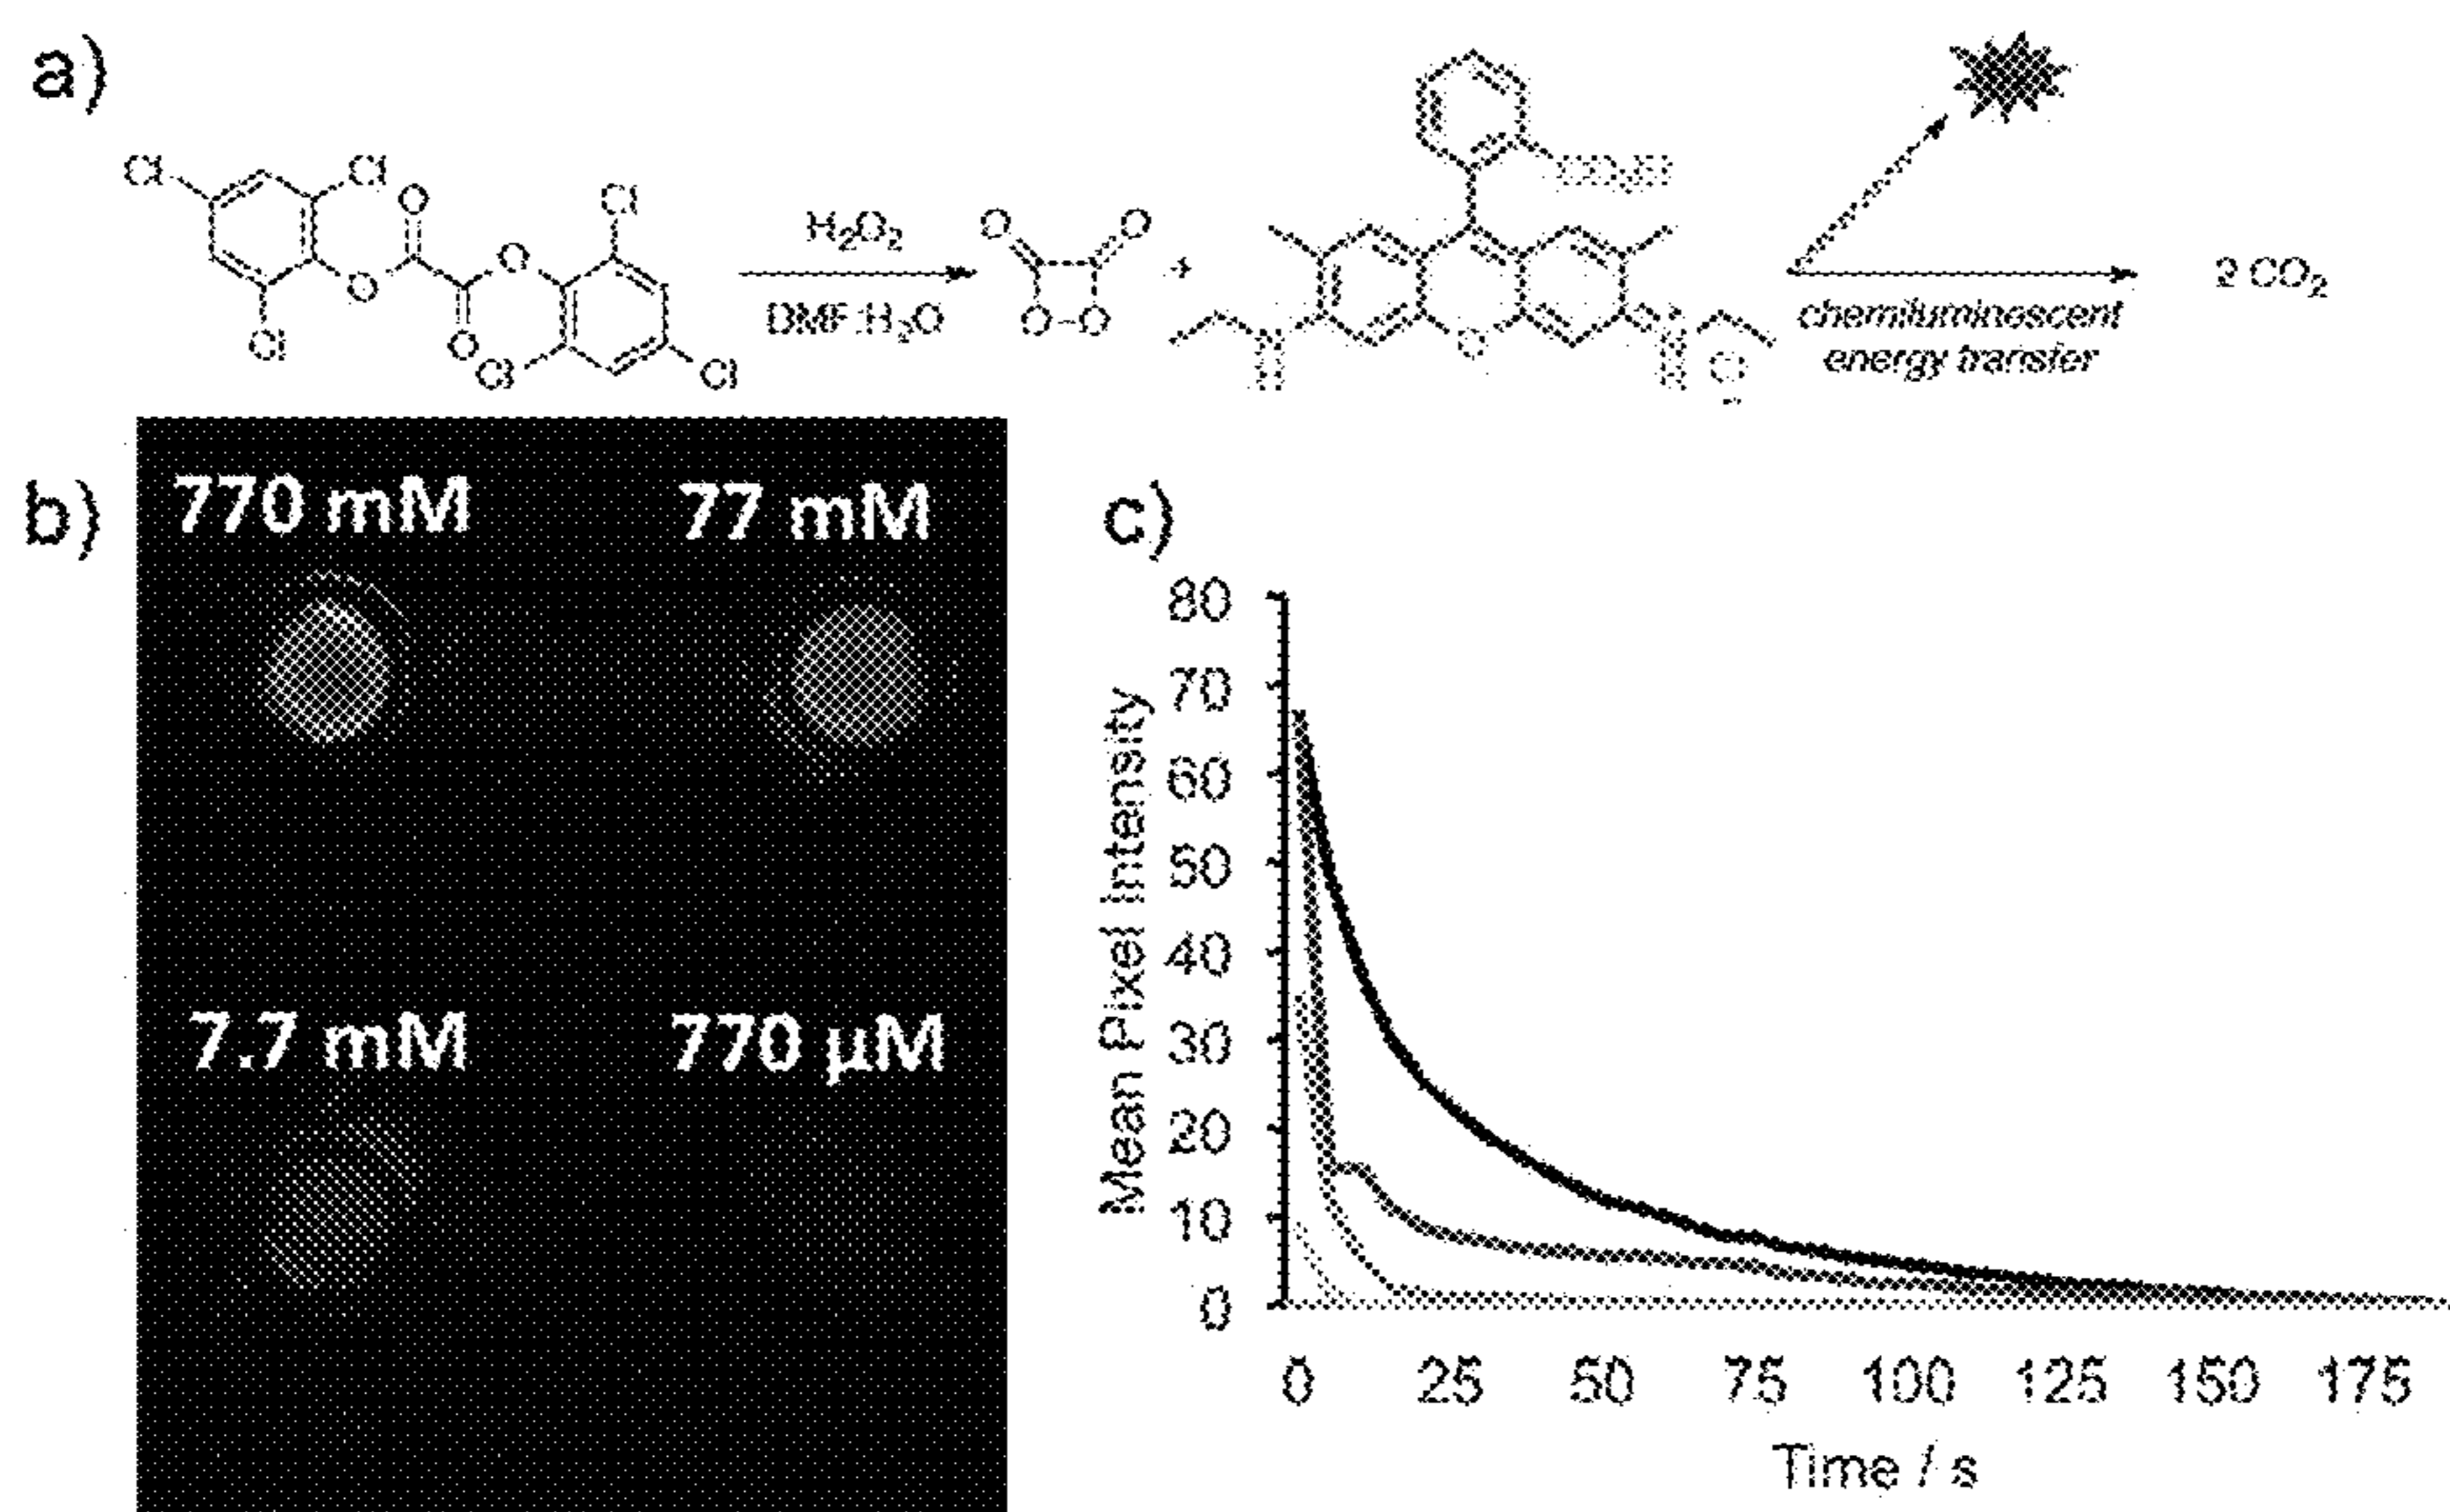 a)
Cl
Cl
O
Cl
O
O
Cl
O
Cl
Cl
H2O2
DMF:H2O
O
O
O-O
+
O
chemiluminescent
energy transfer
2 CO2
b)
770 mM
77 mM
7.7 mM
770 µM
c)
Mean Pixel Intensity
80
70
60
50
40
30
20
10
0
0 25 50 75 100 125 150 175
Time / s